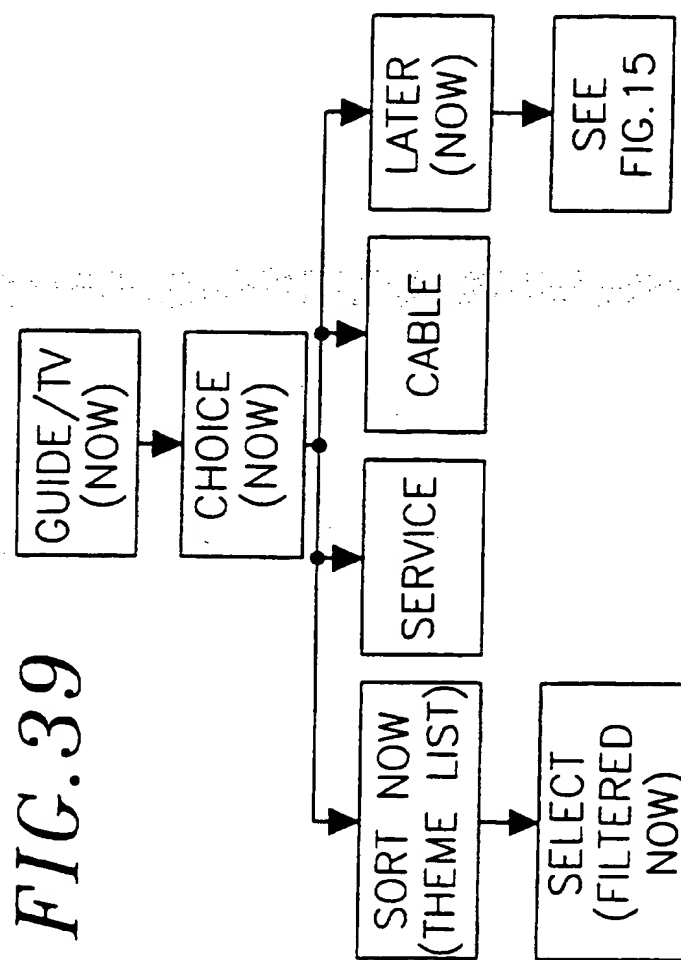 FIG.39
GUIDE/TV
(NOW)
CHOICE
(NOW)
SORT NOW
(THEME LIST)
SERVICE
CABLE
LATER
(NOW)
SELECT
(FILTERED
NOW)
SEE
FIG.15